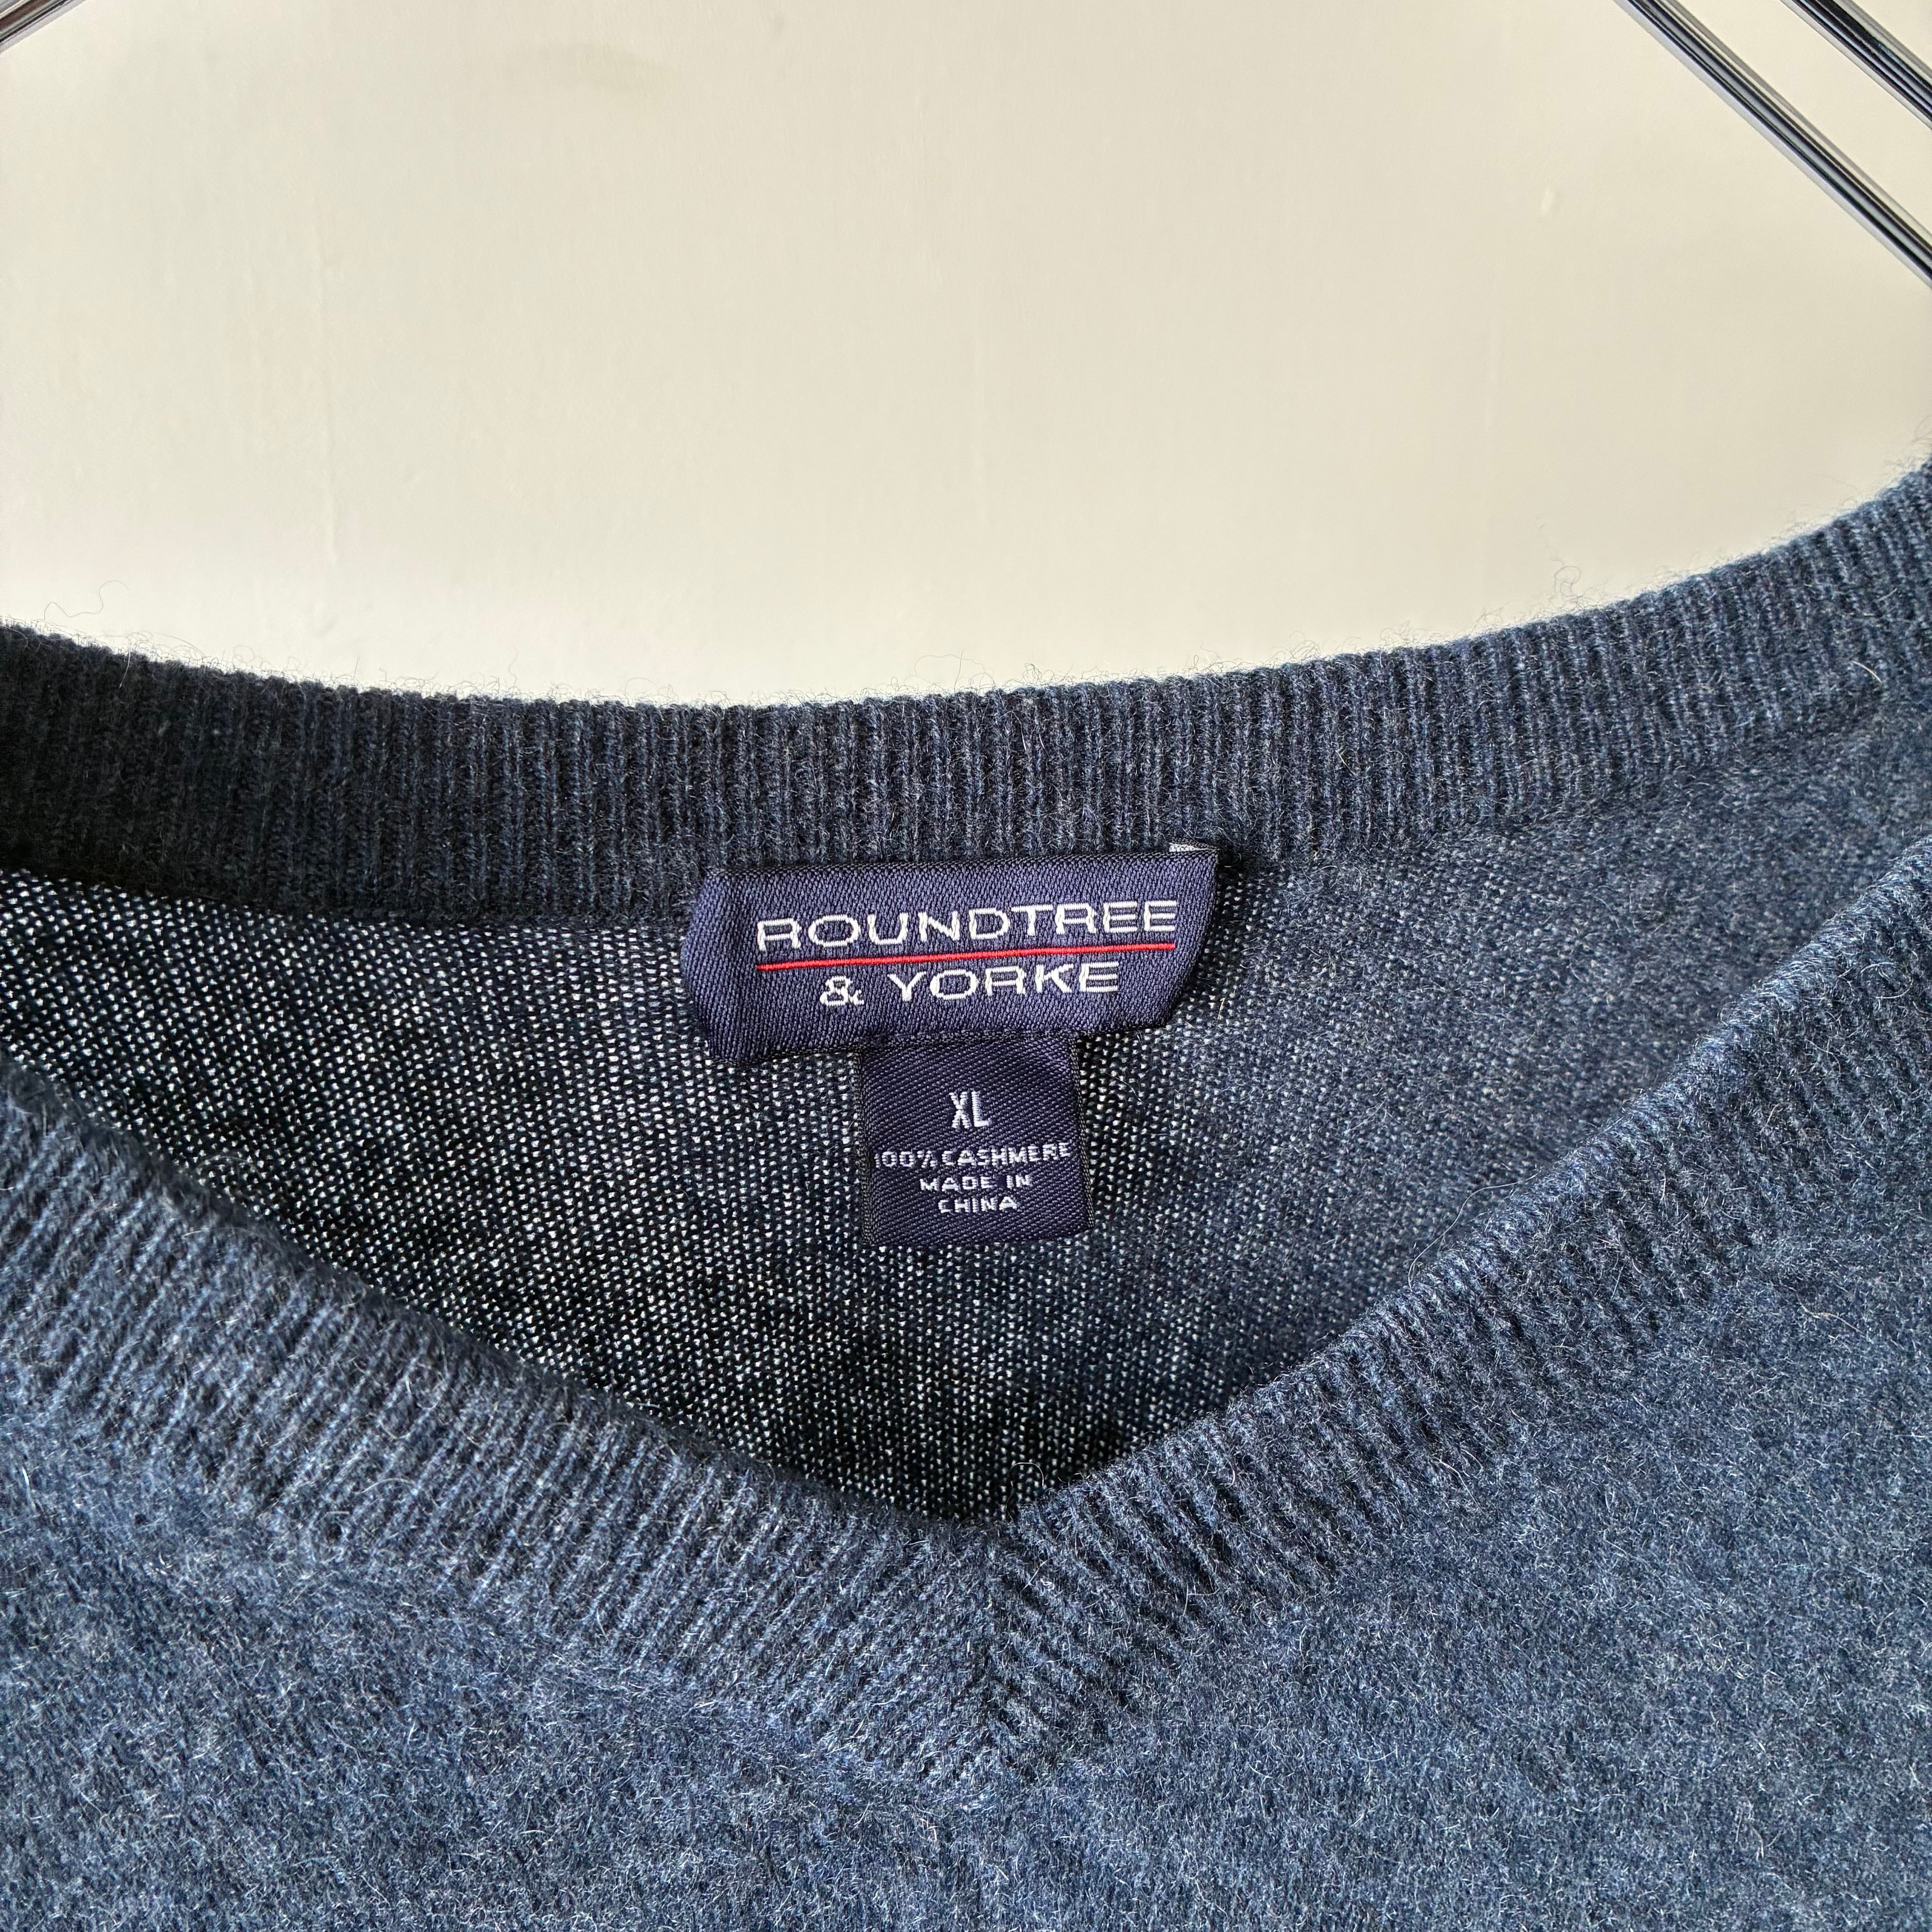 ROUNDTREE
& YORKE
XL
100% CASHMERE
MADE IN
CHINA